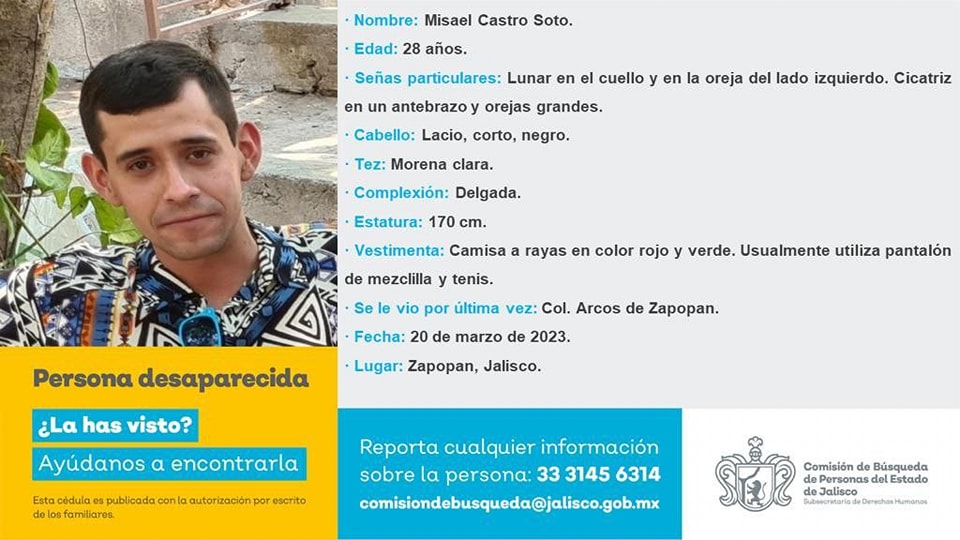 · Nombre: Misael Castro Soto.
· Edad: 28 años.
· Señas particulares: Lunar en el cuello y en la oreja del lado izquierdo. Cicatriz
en un antebrazo y orejas grandes.
· Cabello: Lacio, corto, negro.
· Tez: Morena clara.
· Complexión: Delgada.
· Estatura: 170 cm.
· Vestimenta: Camisa a rayas en color rojo y verde. Usualmente utiliza pantalón
de mezclilla y tenis.
· Se le vio por última vez: Col. Arcos de Zapopan.
· Fecha: 20 de marzo de 2023.
· Lugar: Zapopan, Jalisco.
Persona desaparecida
¿La has visto?
Ayúdanos a encontrarla
Esta cédula es publicada con la autorización por escrito
de los familiares.
Reporta cualquier información
sobre la persona: 33 3145 6314
comisiondebusqueda@jalisco.gob.mx
Comisión de Búsqueda
de Personas del Estado
de Jalisco
Subsecretaría de Derechos Humanos